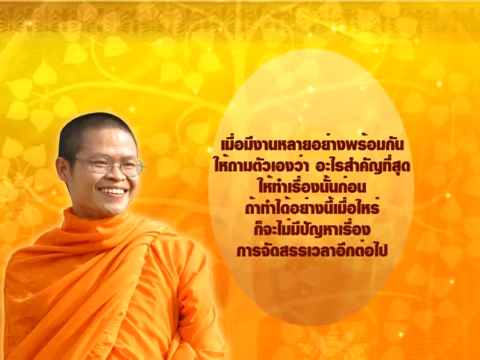 เมื่อมีงานหลายอย่างพร้อมกัน
ให้ถามตัวเองว่า อะไรสำคัญที่สุด
ให้ทำเรื่องนั้นก่อน
ถ้าทำได้อย่างนี้เมื่อไหร่
ก็จะไม่มีปัญหาเรื่อง
การจัดสรรเวลาอีกต่อไป